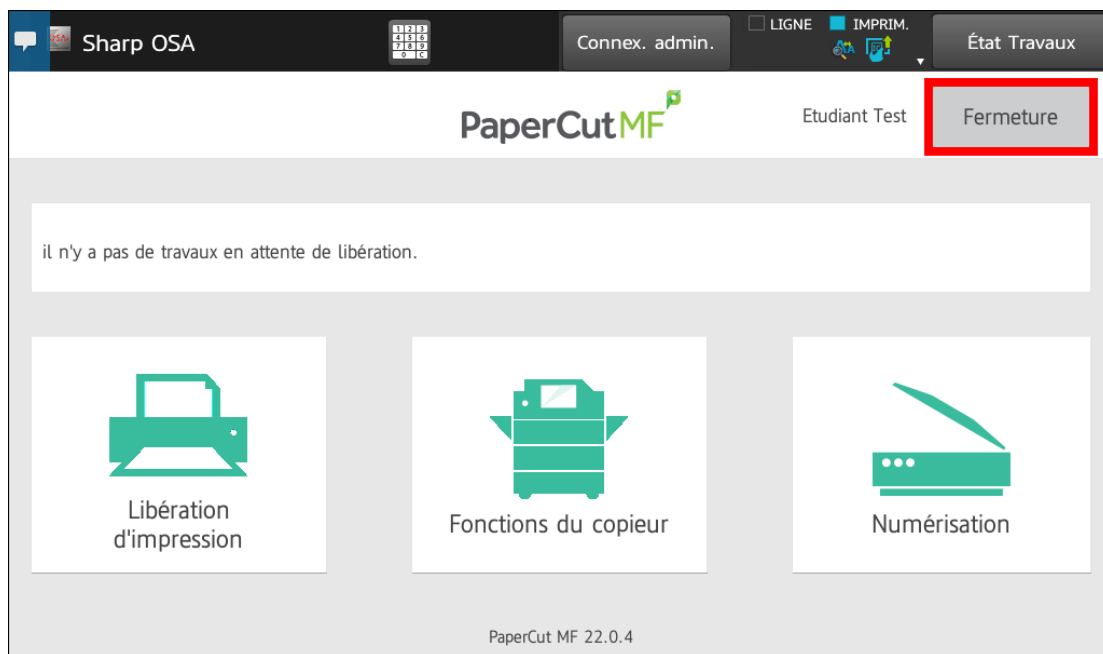 Sharp OSA
1 2 3
4 5 6
7 8 9
0 C
Connex. admin.
LIGNE
IMPRIM.
État Travaux
PaperCut MF
Etudiant Test
Fermeture
il n'y a pas de travaux en attente de libération.
Libération
d'impression
Fonctions du copieur
Numérisation
PaperCut MF 22.0.4